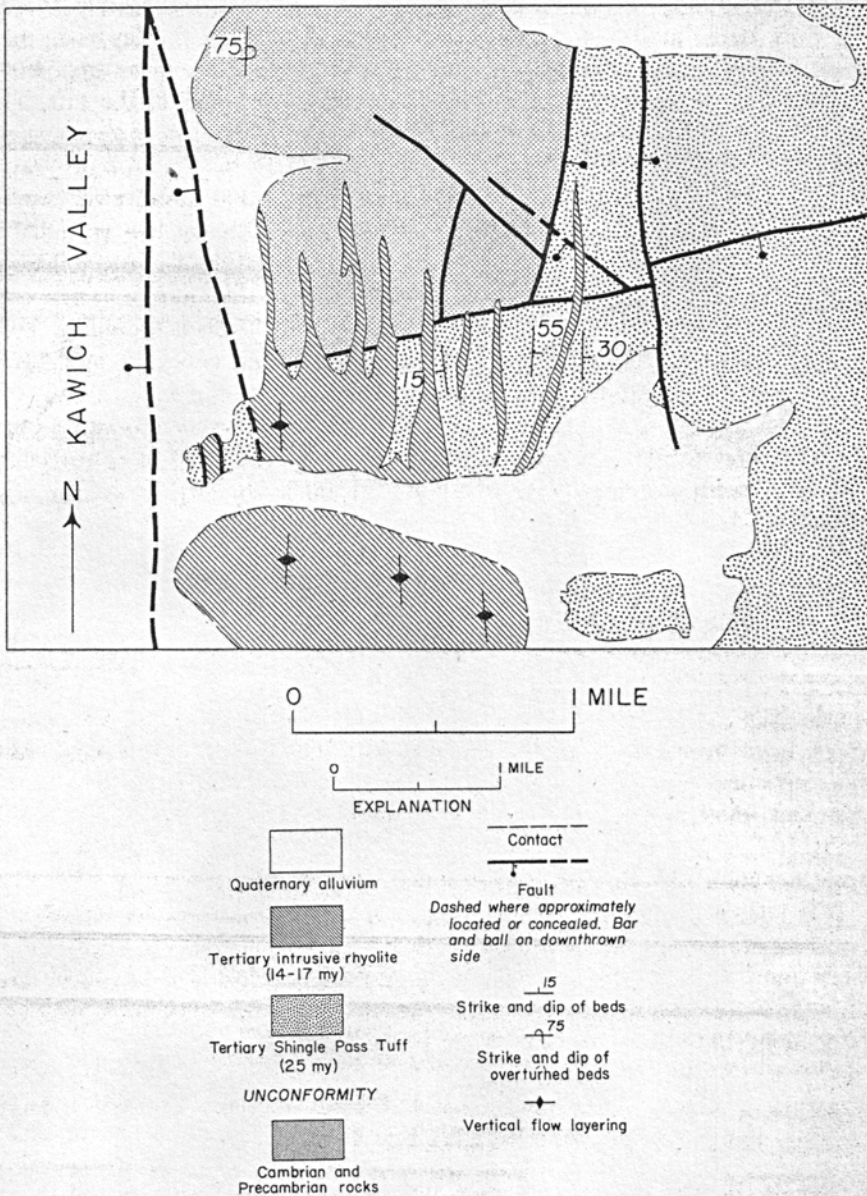 75
KAWICH VALLEY
55
30
15
N
0 1 MILE
0 1 MILE
EXPLANATION
Quaternary alluvium
Tertiary intrusive rhyolite
(14-17 my)
Tertiary Shingle Pass Tuff
(25 my)
UNCONFORMITY
Cambrian and
Precambrian rocks
Contact
Fault
Dashed where approximately
located or concealed. Bar
and ball on downthrown
side
15
Strike and dip of beds
75
Strike and dip of
overturned beds
Vertical flow layering